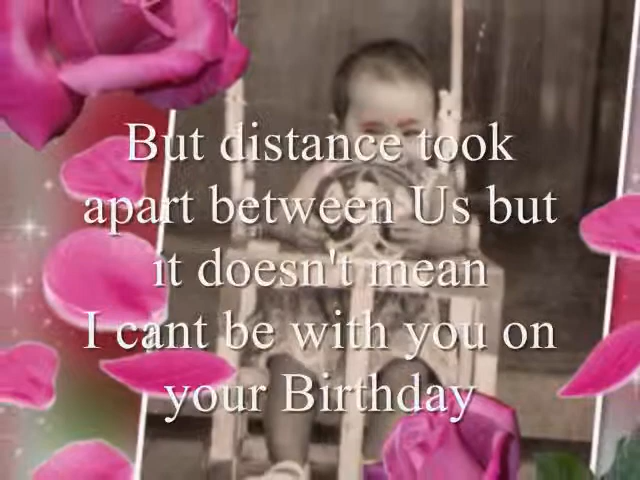 But distance took
apart between Us but
it doesn't mean
I cant be with you on
your Birthday